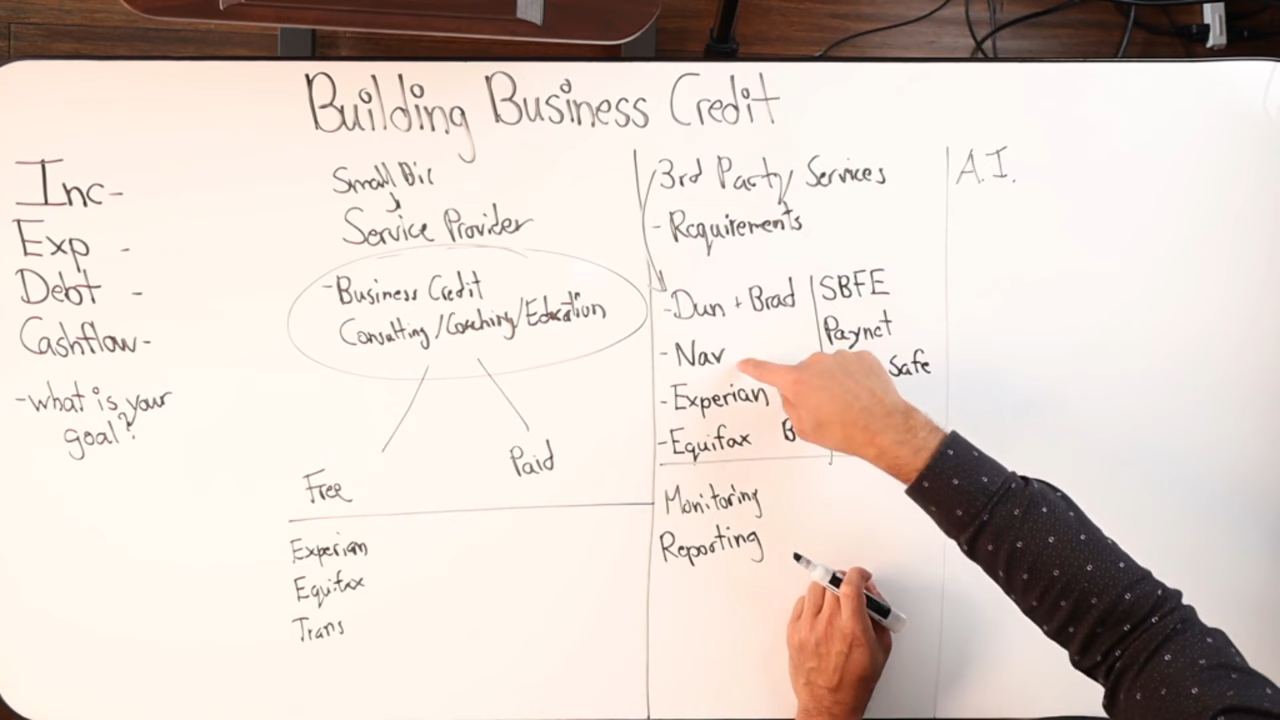 Building Business Credit
Inc-
Exp -
Debt -
Cashflow-
-what is your
goal?
Small Biz
Service Provider
-Business Credit
Consulting/Coaching/Education
Free
Paid
Experian
Equifax
Trans
3rd Party Services
- Requirements
-Dun + Brad
- Nav
- Experian
-Equifax B
SBFE
Paynet
Safe
Monitoring
Reporting
A.I.